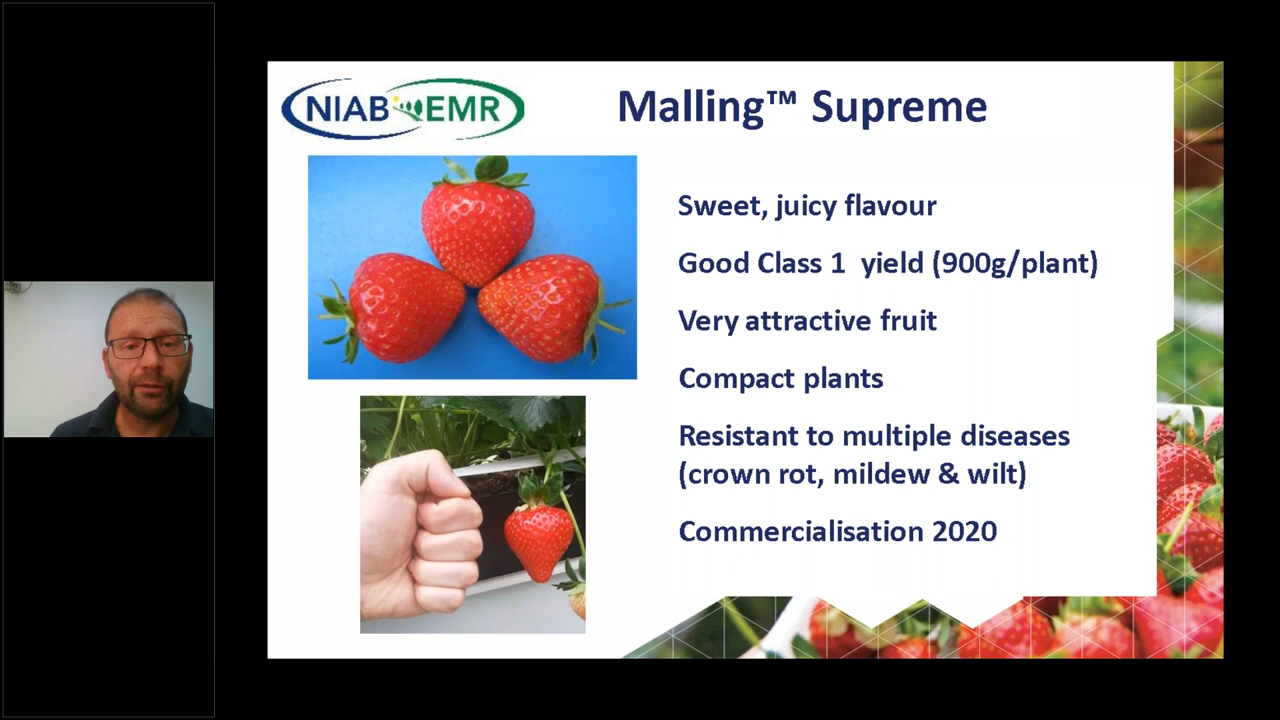 NIAB EMR
Malling™ Supreme
Sweet, juicy flavour
Good Class 1 yield (900g/plant)
Very attractive fruit
Compact plants
Resistant to multiple diseases
(crown rot, mildew & wilt)
Commercialisation 2020